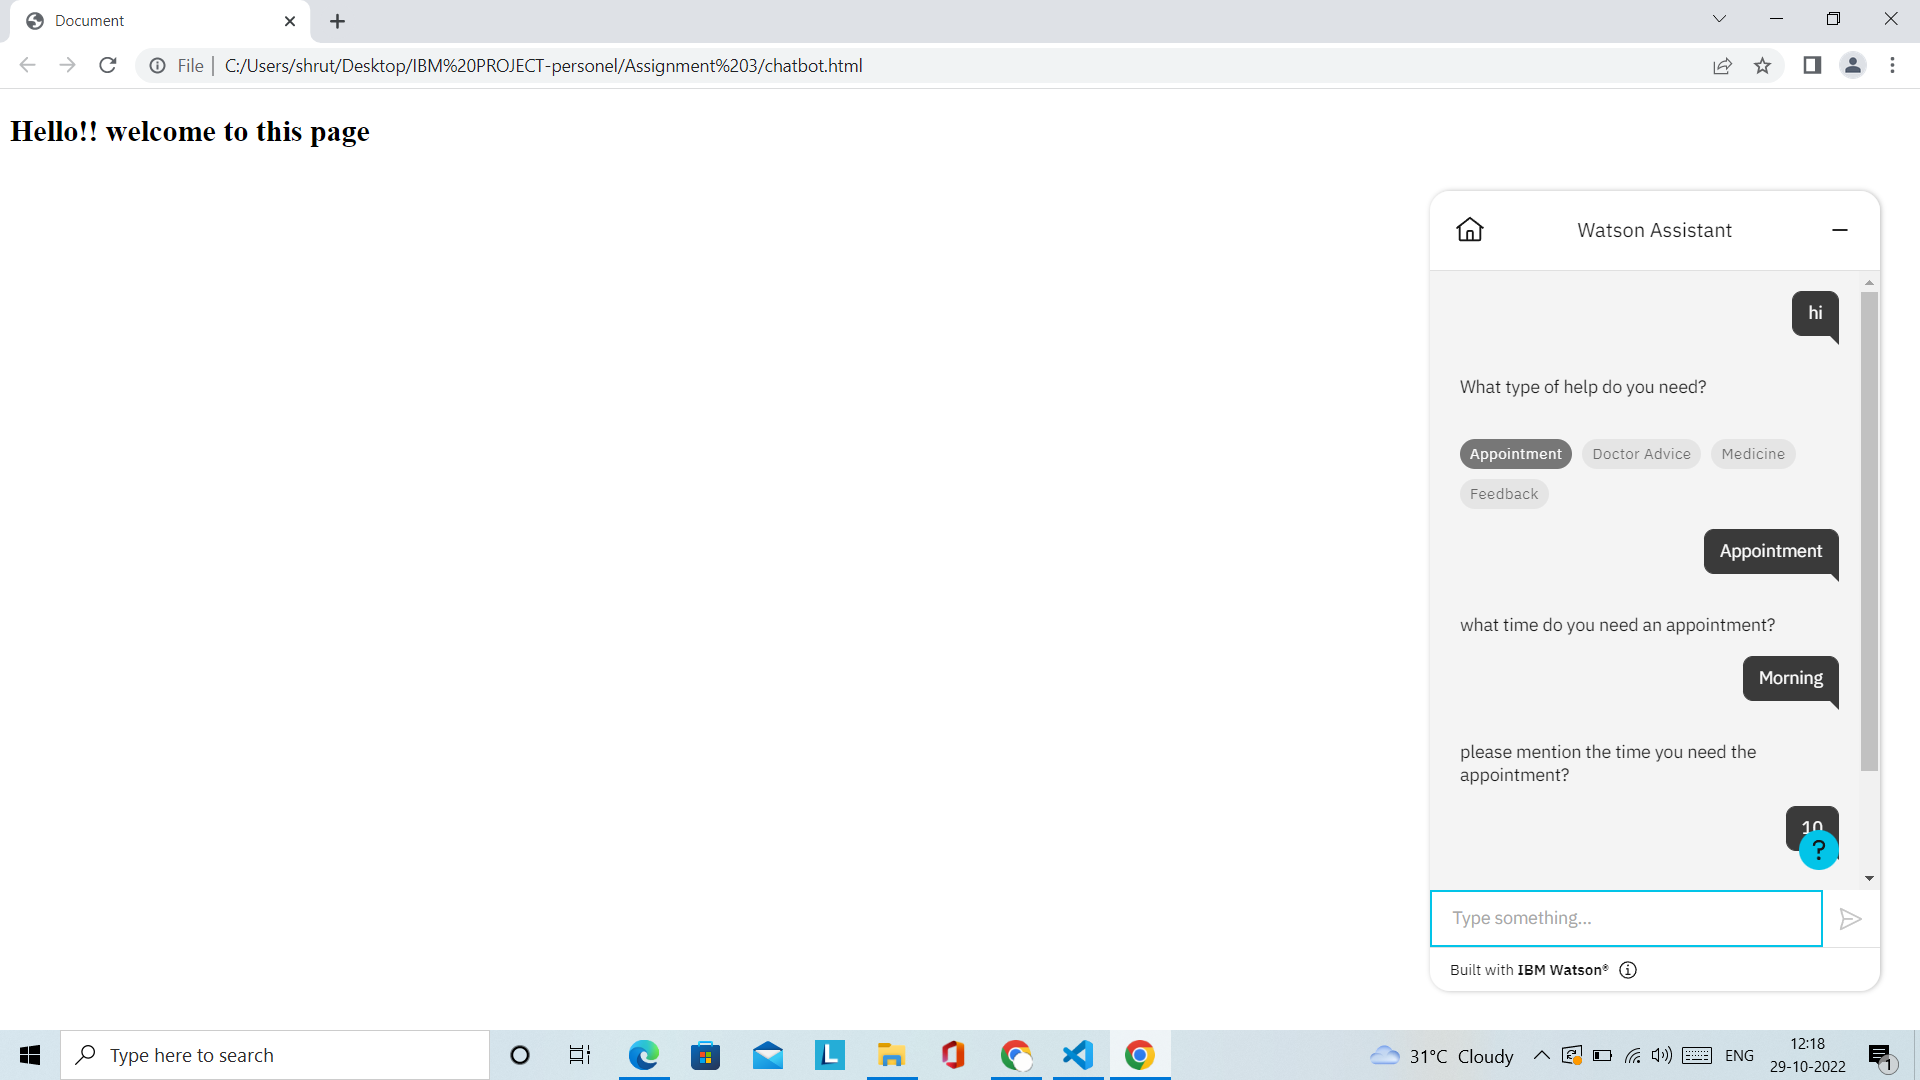 Document
File
C:/Users/shrut/Desktop/IBM%20PROJECT-personel/Assignment%203/chatbot.html
Hello!! welcome to this page
Watson Assistant
hi
What type of help do you need?
Appointment Doctor Advice Medicine
Feedback
Appointment
what time do you need an appointment?
Morning
please mention the time you need the
appointment?
10
?
Type something...
Built with IBM Watson®
Type here to search
L
31°C Cloudy
ENG
12:18
29-10-2022
1